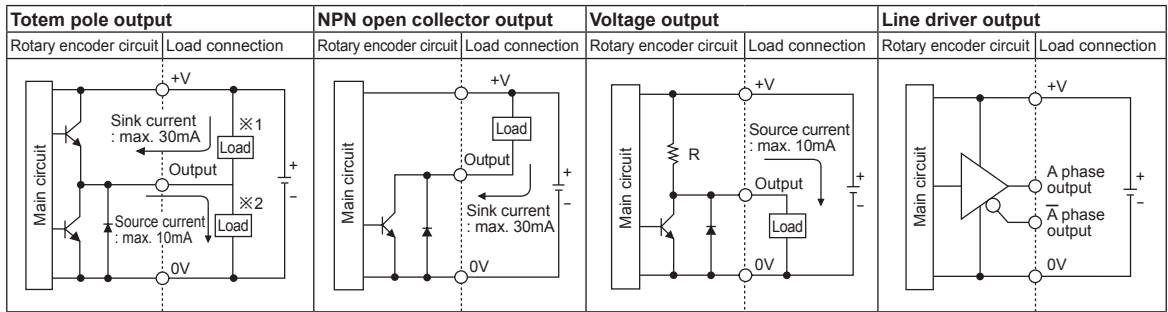 Totem pole output
Rotary encoder circuit Load connection
Main circuit
+V
Sink current
: max. 30mA
※1
Load
Output
Source current
: max. 10mA
※2
Load
+
−
0V
NPN open collector output
Rotary encoder circuit Load connection
Main circuit
+V
Load
Output
Sink current
: max. 30mA
+
−
0V
Voltage output
Rotary encoder circuit Load connection
Main circuit
+V
R
Source current
: max. 10mA
Output
Load
+
−
0V
Line driver output
Rotary encoder circuit Load connection
Main circuit
+V
A phase
output
A̅ phase
output
+
−
0V